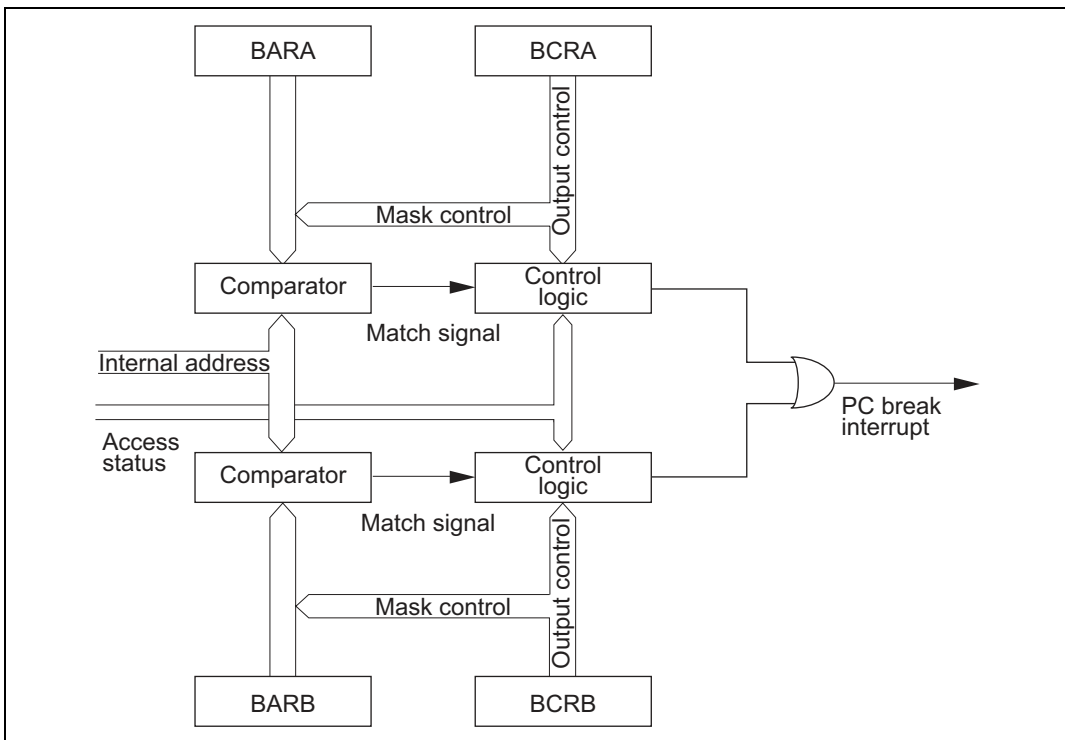 BARA
BCRA
Output control
Mask control
Comparator
Control
logic
Match signal
Internal address
Access
status
PC break
interrupt
Comparator
Control
logic
Match signal
Mask control
Output control
BARB
BCRB